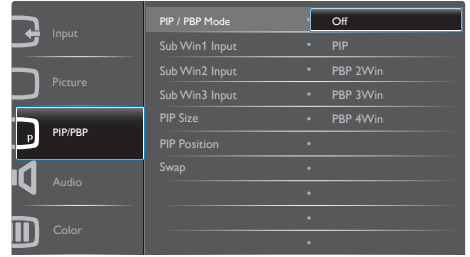 Input
Picture
P
PIP/PBP
Audio
Color
PIP / PBP Mode • Off
Sub Win1 Input • PIP
Sub Win2 Input • PBP 2Win
Sub Win3 Input • PBP 3Win
PIP Size • PBP 4Win
PIP Position •
Swap •
•
•
•